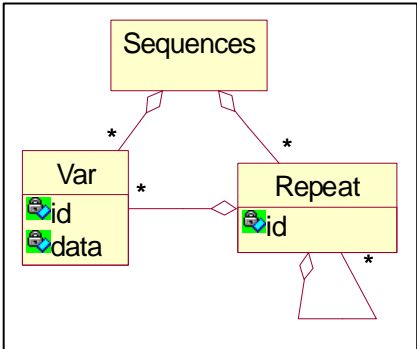 Sequences
*
*
Var
*
Repeat
id
id
data
*